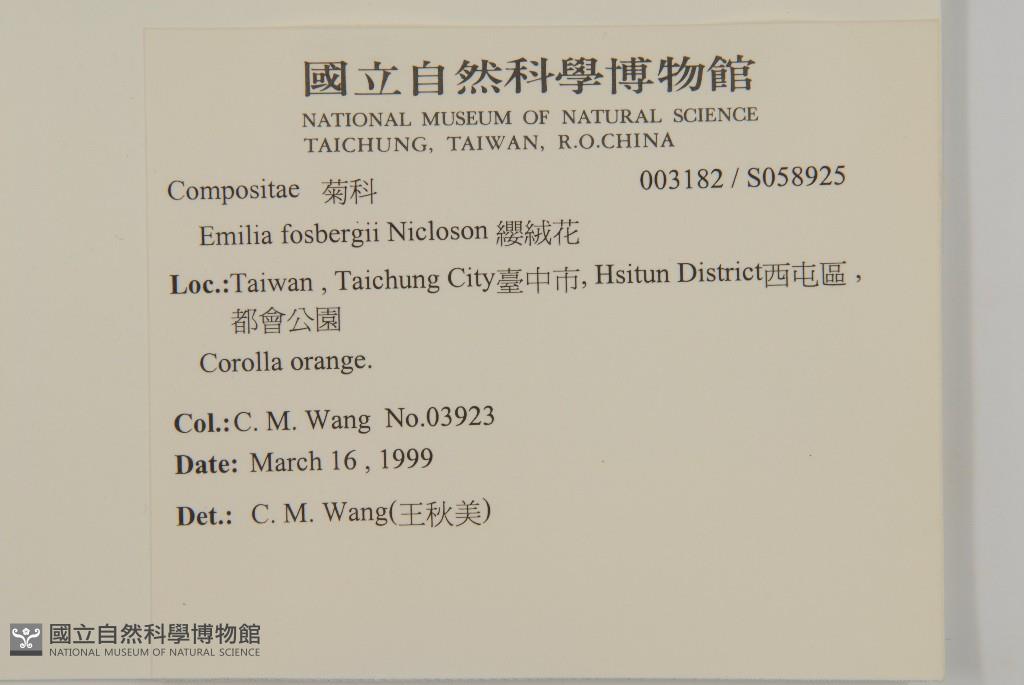 國立自然科學博物館
NATIONAL MUSEUM OF NATURAL SCIENCE
TAICHUNG, TAIWAN, R.O.CHINA
Compositae 菊科 003182 / S058925
Emilia fosbergii Nicloson 纓絨花
Loc.:Taiwan , Taichung City臺中市, Hsitun District西屯區 ,
都會公園
Corolla orange.
Col.:C. M. Wang No.03923
Date: March 16 , 1999
Det.: C. M. Wang(王秋美)
國立自然科學博物館
NATIONAL MUSEUM OF NATURAL SCIENCE